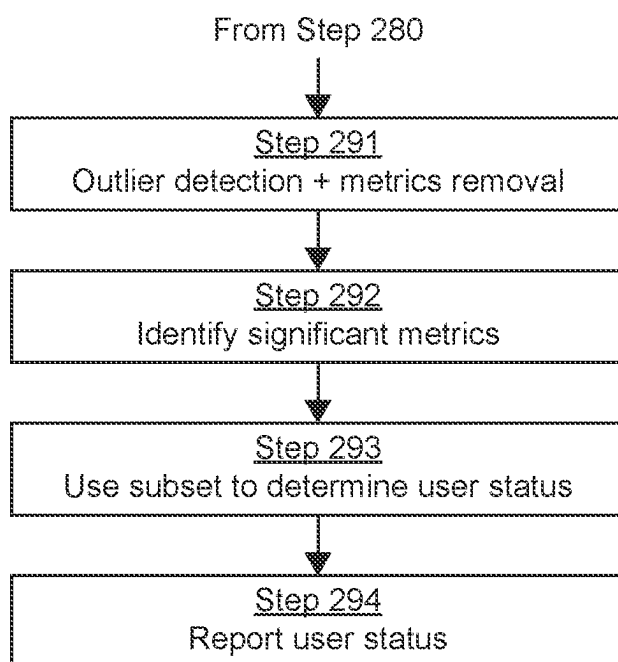 From Step 280
Step 291
Outlier detection + metrics removal
Step 292
Identify significant metrics
Step 293
Use subset to determine user status
Step 294
Report user status